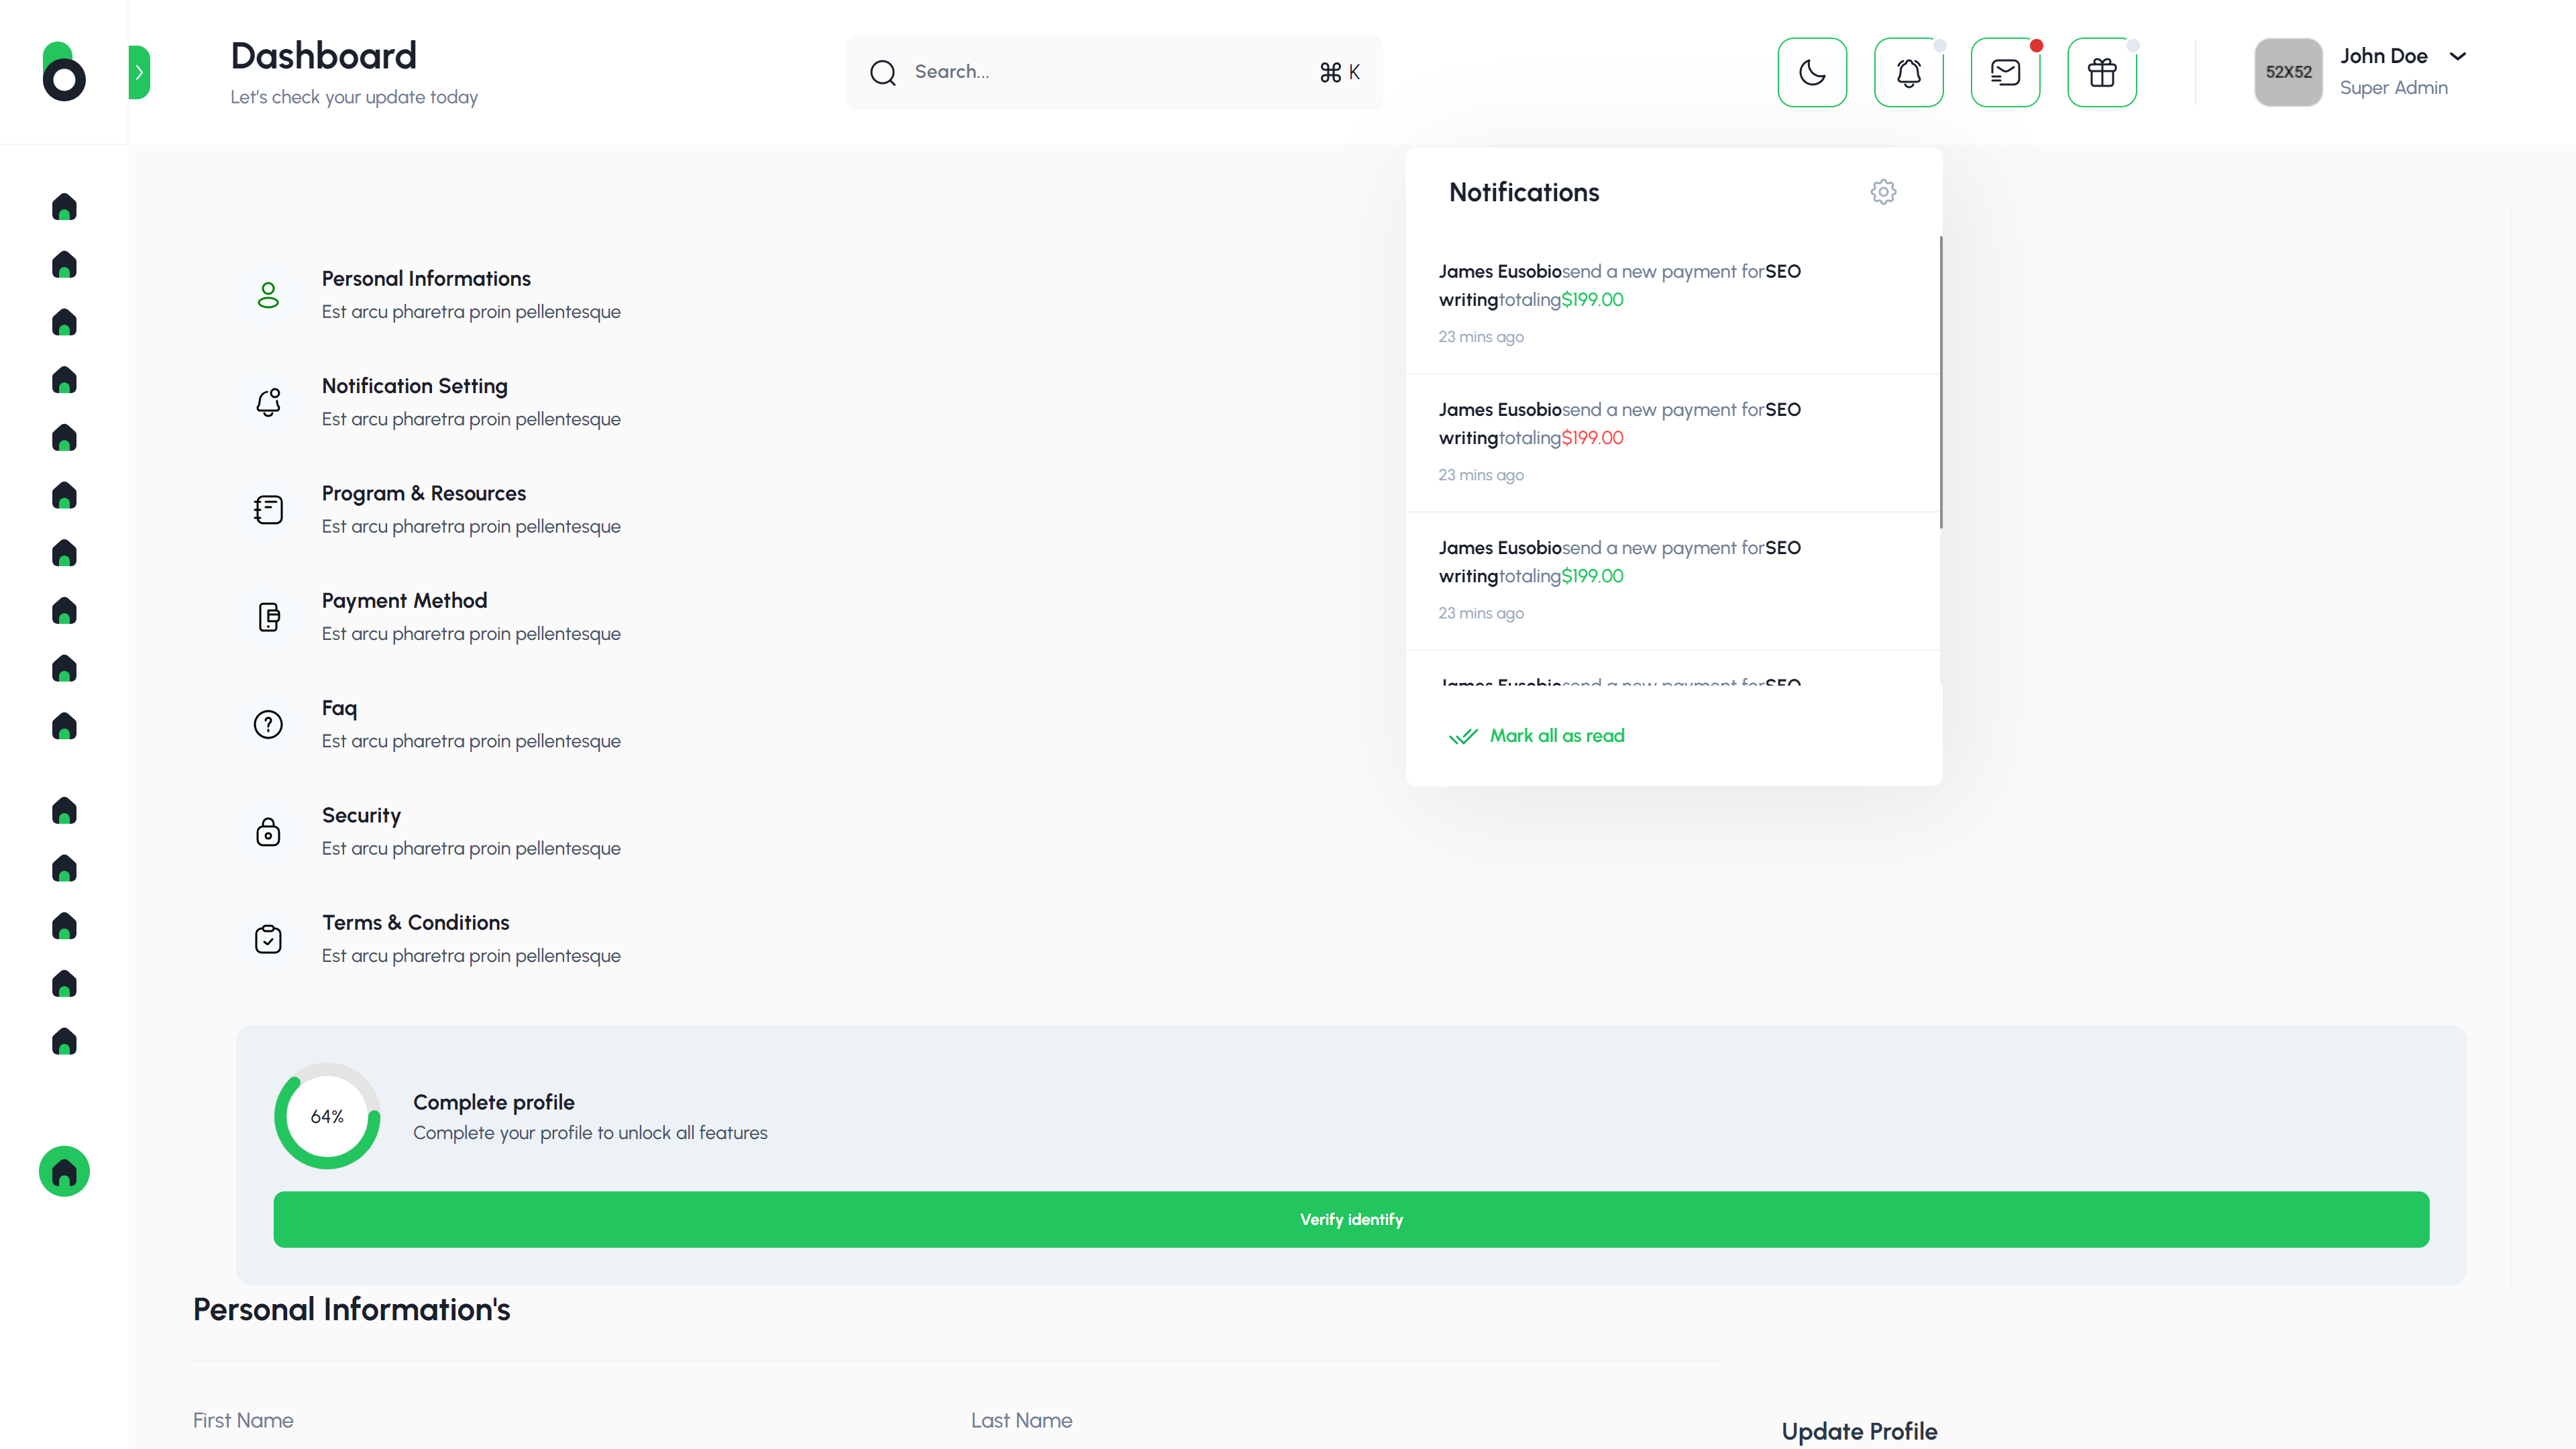 Dashboard
Let's check your update today
Search...
⌘ K
52X52
John Doe
Super Admin
Notifications
James Eusobiosend a new payment forSEO
writingtotaling$199.00
23 mins ago
James Eusobiosend a new payment forSEO
writingtotaling$199.00
23 mins ago
James Eusobiosend a new payment forSEO
writingtotaling$199.00
23 mins ago
James Eusobiosend a new payment forSEO
Mark all as read
Personal Informations
Est arcu pharetra proin pellentesque
Notification Setting
Est arcu pharetra proin pellentesque
Program & Resources
Est arcu pharetra proin pellentesque
Payment Method
Est arcu pharetra proin pellentesque
Faq
Est arcu pharetra proin pellentesque
Security
Est arcu pharetra proin pellentesque
Terms & Conditions
Est arcu pharetra proin pellentesque
64%
Complete profile
Complete your profile to unlock all features
Verify identify
Personal Information's
First Name
Last Name
Update Profile